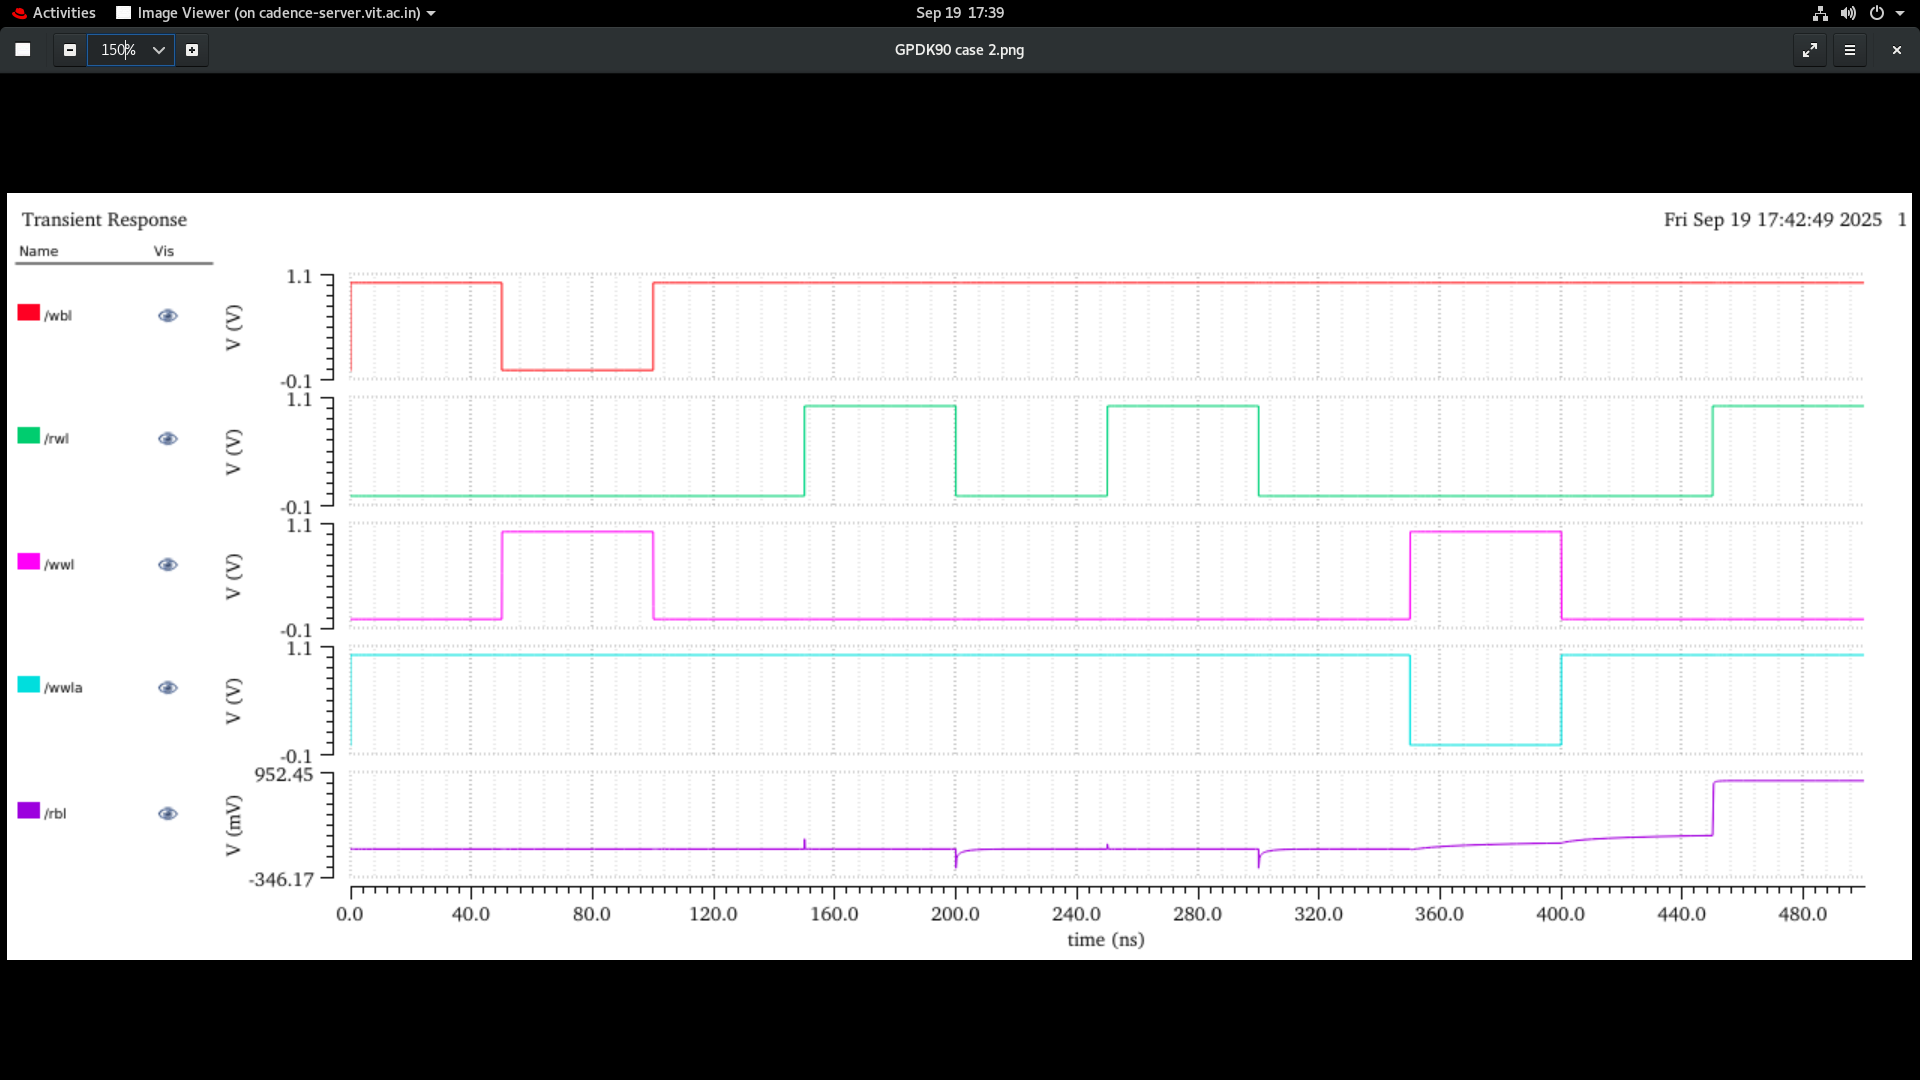 Activities Image Viewer (on cadence-server.vit.ac.in) Sep 19 17:39
150% GPDK90 case 2.png
Transient Response Fri Sep 19 17:42:49 2025 1
Name Vis
/wbl V (V) 1.1
-0.1
/rwl V (V) 1.1
-0.1
/wwl V (V) 1.1
-0.1
/wwla V (V) 1.1
-0.1
/rbl V (mV) 952.45
-346.17
0.0 40.0 80.0 120.0 160.0 200.0 240.0 280.0 320.0 360.0 400.0 440.0 480.0
time (ns)